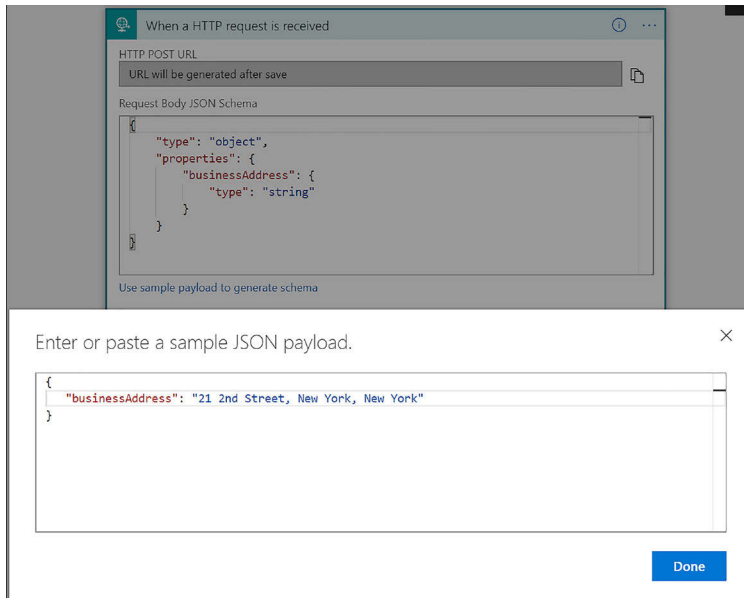 When a HTTP request is received
HTTP POST URL
URL will be generated after save
Request Body JSON Schema
{
"type": "object",
"properties": {
"businessAddress": {
"type": "string"
}
}
}
Use sample payload to generate schema
Enter or paste a sample JSON payload.
{
"businessAddress": "21 2nd Street, New York, New York"
}
Done